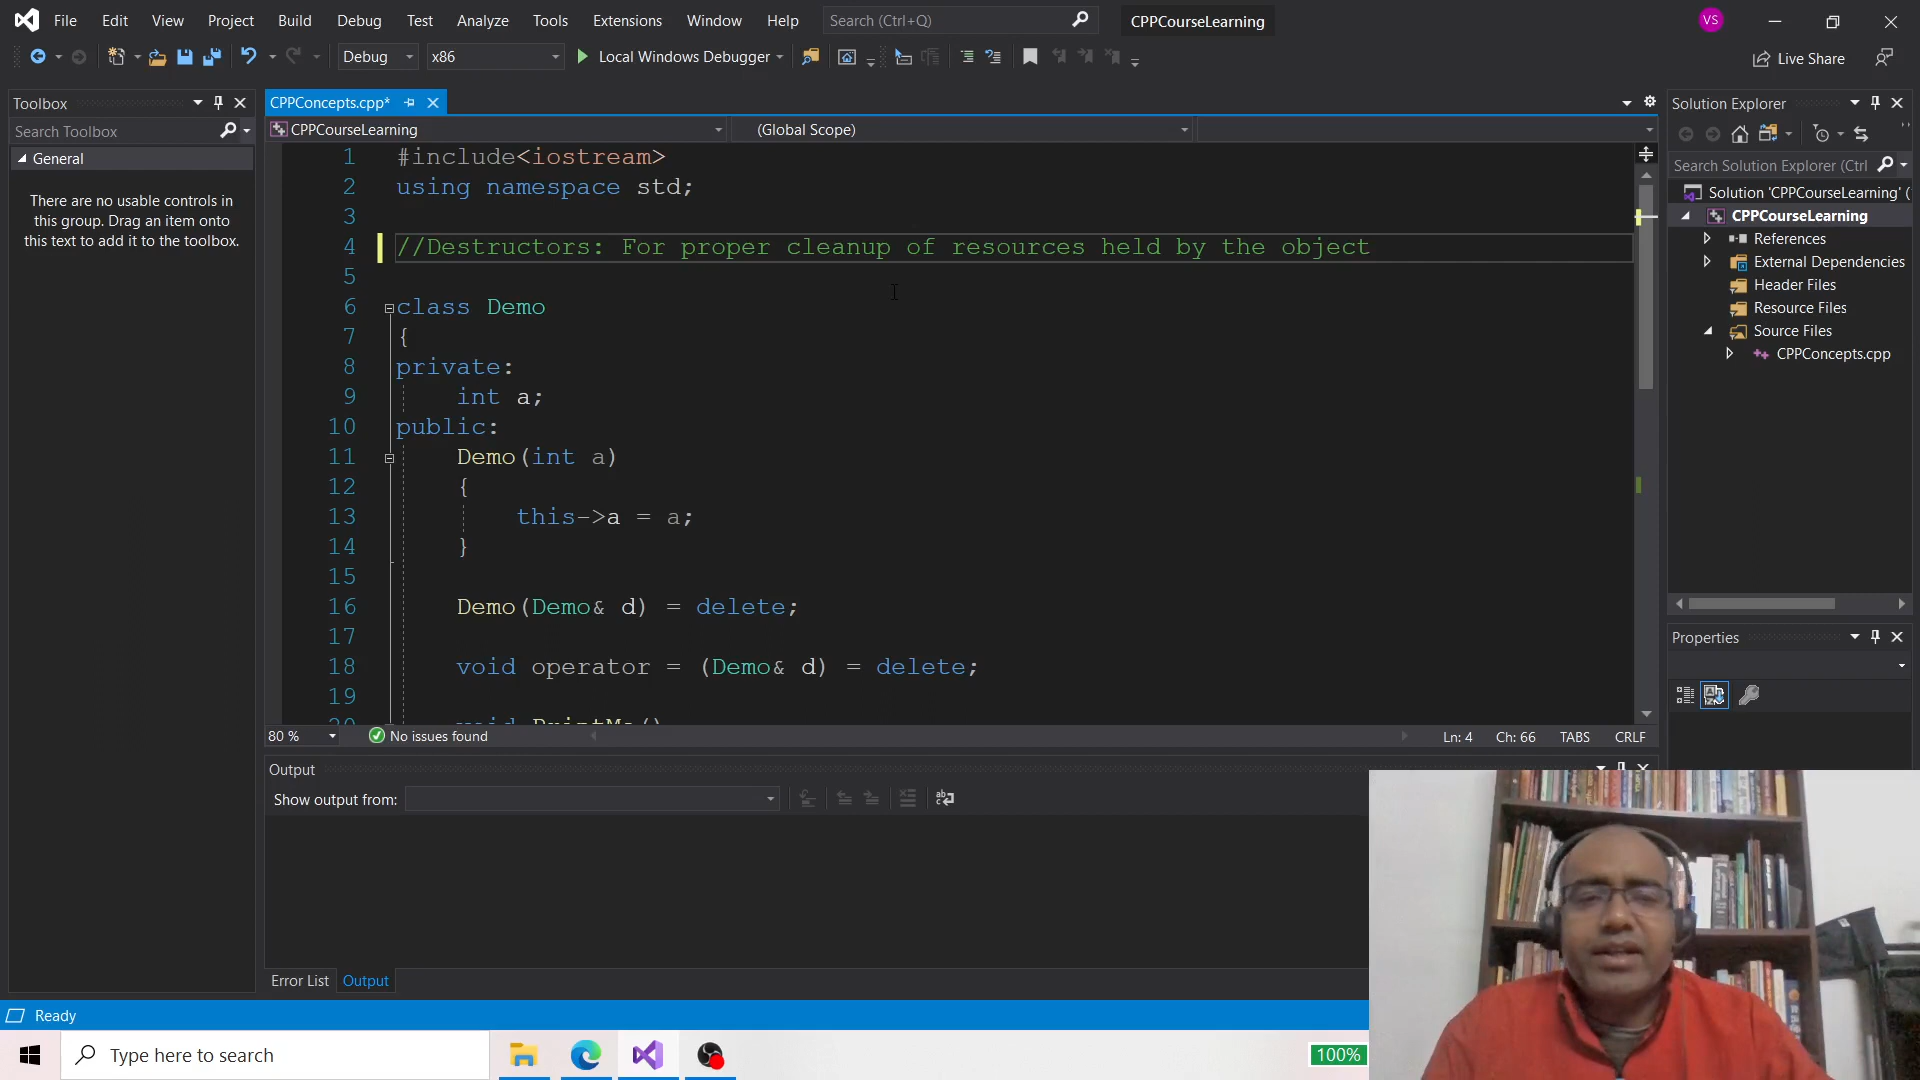 File Edit View Project Build Debug Test Analyze Tools Extensions Window Help Search (Ctrl+Q) CPPCourseLearning VS
Debug x86 Local Windows Debugger Live Share
Toolbox
Search Toolbox
General
There are no usable controls in
this group. Drag an item onto
this text to add it to the toolbox.
CPPConcepts.cpp*
CPPCourseLearning (Global Scope)
1 #include<iostream>
2 using namespace std;
3
4 //Destructors: For proper cleanup of resources held by the object
5
6 class Demo
7 {
8 private:
9 int a;
10 public:
11 Demo(int a)
12 {
13 this->a = a;
14 }
15
16 Demo(Demo& d) = delete;
17
18 void operator = (Demo& d) = delete;
19
20 void PrintMe()
80 % No issues found Ln: 4 Ch: 66 TABS CRLF
Output
Show output from:
Error List Output
Solution Explorer
Search Solution Explorer (Ctrl
Solution 'CPPCourseLearning' (
CPPCourseLearning
References
External Dependencies
Header Files
Resource Files
Source Files
CPPConcepts.cpp
Properties
Ready
Type here to search
100%